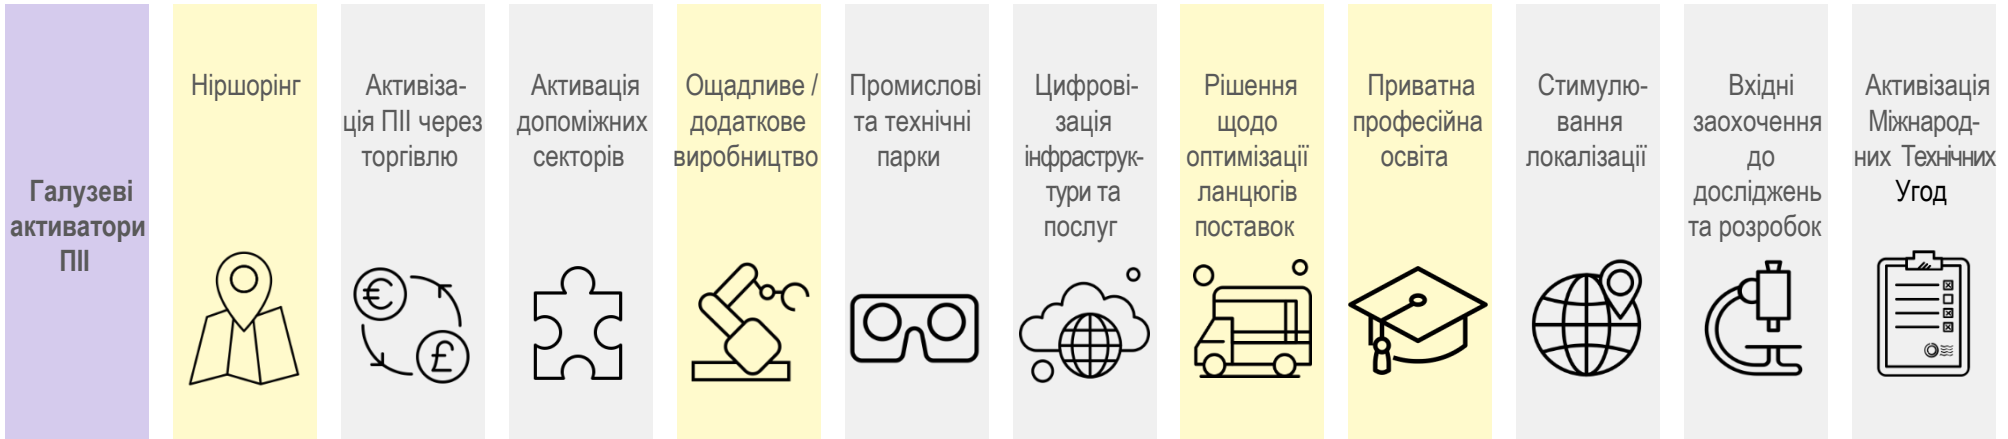 Галузеві
активатори
ПІІ
Ніршорінг
Активіза-
ція ПІІ через
торгівлю
Активація
допоміжних
секторів
Ощадливе /
додаткове
виробництво
Промислові
та технічні
парки
Цифрові-
зація
інфраструк-
тури та
послуг
Рішення
щодо
оптимізації
ланцюгів
поставок
Приватна
професійна
освіта
Стимулю-
вання
локалізації
Вхідні
заохочення
до
досліджень
та розробок
Активізація
Міжнарод-
них Технічних
Угод